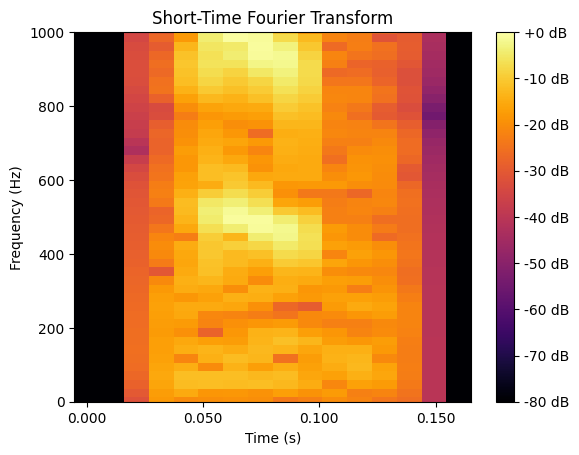 Short-Time Fourier Transform
Frequency (Hz)
1000
800
600
400
200
0
0.000
0.050
0.100
0.150
Time (s)
+0 dB
-10 dB
-20 dB
-30 dB
-40 dB
-50 dB
-60 dB
-70 dB
-80 dB